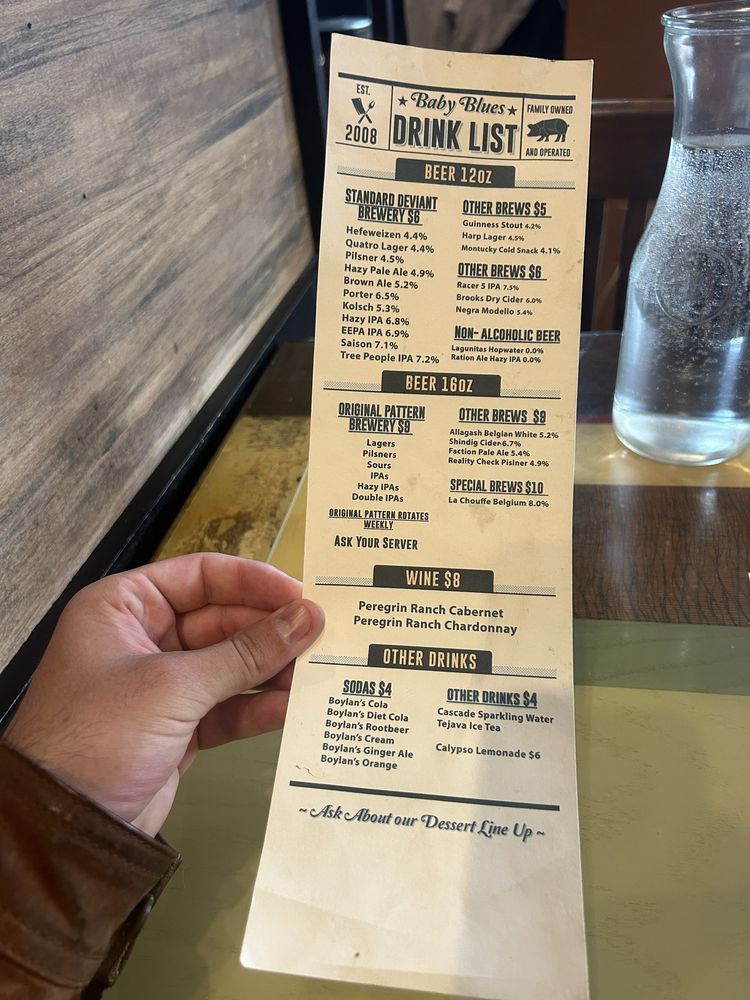 EST.
2008
Baby Blues
DRINK LIST
FAMILY OWNED
AND OPERATED
BEER 12OZ
STANDARD DEVIANT
BREWERY $6
Hefeweizen 4.4%
Quatro Lager 4.4%
Pilsner 4.5%
Hazy Pale Ale 4.9%
Brown Ale 5.2%
Porter 6.5%
Kolsch 5.3%
Hazy IPA 6.8%
EEPA IPA 6.9%
Saison 7.1%
Tree People IPA 7.2%
OTHER BREWS $5
Guinness Stout 4.2%
Harp Lager 4.5%
Montucky Cold Snack 4.1%
OTHER BREWS $6
Racer 5 IPA 7.5%
Brooks Dry Cider 6.0%
Negra Modello 5.4%
NON- ALCOHOLIC BEER
Lagunitas Hopwater 0.0%
Ration Ale Hazy IPA 0.0%
BEER 16OZ
ORIGINAL PATTERN
BREWERY $9
Lagers
Pilsners
Sours
IPAs
Hazy IPAs
Double IPAs
ORIGINAL PATTERN ROTATES
WEEKLY
ASK YOUR SERVER
OTHER BREWS $8
Allagash Belgian White 5.2%
Shindig Cider 6.7%
Faction Pale Ale 5.4%
Reality Check Pislner 4.9%
SPECIAL BREWS $10
La Chouffe Belgium 8.0%
WINE $8
Peregrin Ranch Cabernet
Peregrin Ranch Chardonnay
OTHER DRINKS
SODAS $4
Boylan's Cola
Boylan's Diet Cola
Boylan's Rootbeer
Boylan's Cream
Boylan's Ginger Ale
Boylan's Orange
OTHER DRINKS $4
Cascade Sparkling Water
Tejava Ice Tea
Calypso Lemonade $6
~ Ask About our Dessert Line Up ~